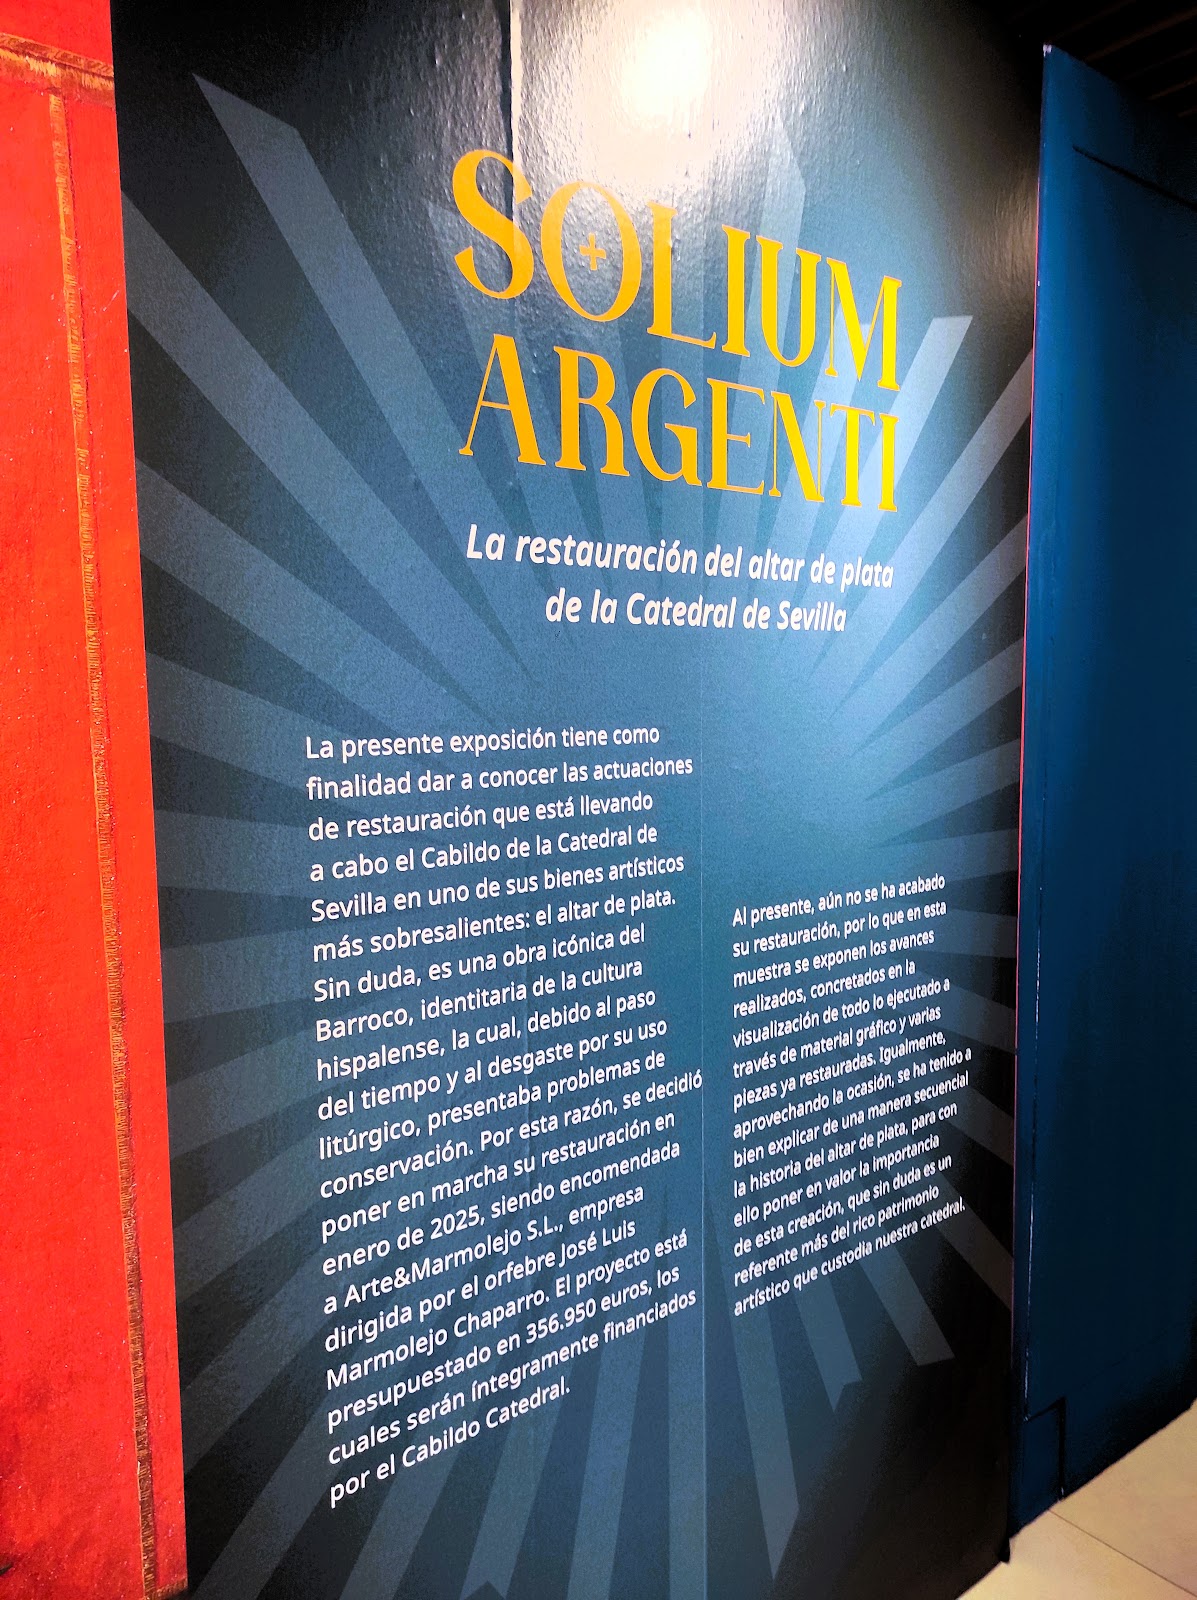 SOLIUM
ARGENTI
La restauración del altar de plata
de la Catedral de Sevilla
La presente exposición tiene como
finalidad dar a conocer las actuaciones
de restauración que está llevando
a cabo el Cabildo de la Catedral de
Sevilla en uno de sus bienes artísticos
más sobresalientes: el altar de plata.
Sin duda, es una obra icónica del
Barroco, identitaria de la cultura
hispalense, la cual, debido al paso
del tiempo y al desgaste por su uso
litúrgico, presentaba problemas de
conservación. Por esta razón, se decidió
poner en marcha su restauración en
enero de 2025, siendo encomendada
a Arte&Marmolejo S.L., empresa
dirigida por el orfebre José Luis
Marmolejo Chaparro. El proyecto está
presupuestado en 356.950 euros, los
cuales serán íntegramente financiados
por el Cabildo Catedral.
Al presente, aún no se ha acabado
su restauración, por lo que en esta
muestra se exponen los avances
realizados, concretados en la
visualización de todo lo ejecutado a
través de material gráfico y varias
piezas ya restauradas. Igualmente,
aprovechando la ocasión, se ha tenido a
bien explicar de una manera secuencial
la historia del altar de plata, para con
ello poner en valor la importancia
de esta creación, que sin duda es un
referente más del rico patrimonio
artístico que custodia nuestra catedral.